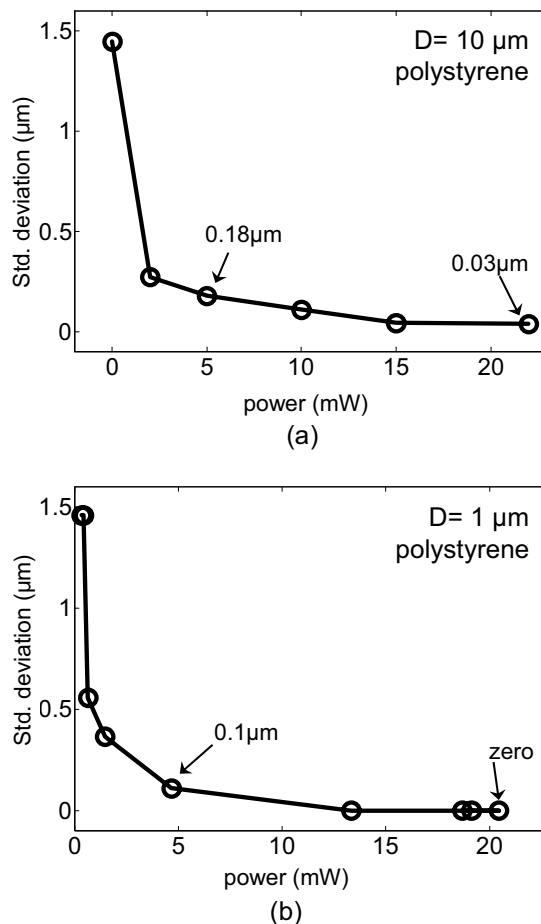 D= 10 µm
polystyrene
Std. deviation (µm)
1.5
1
0.5
0
0.18µm
0.03µm
0 5 10 15 20
power (mW)
(a)
D= 1 µm
polystyrene
Std. deviation (µm)
1.5
1
0.5
0
0.1µm
zero
0 5 10 15 20
power (mW)
(b)